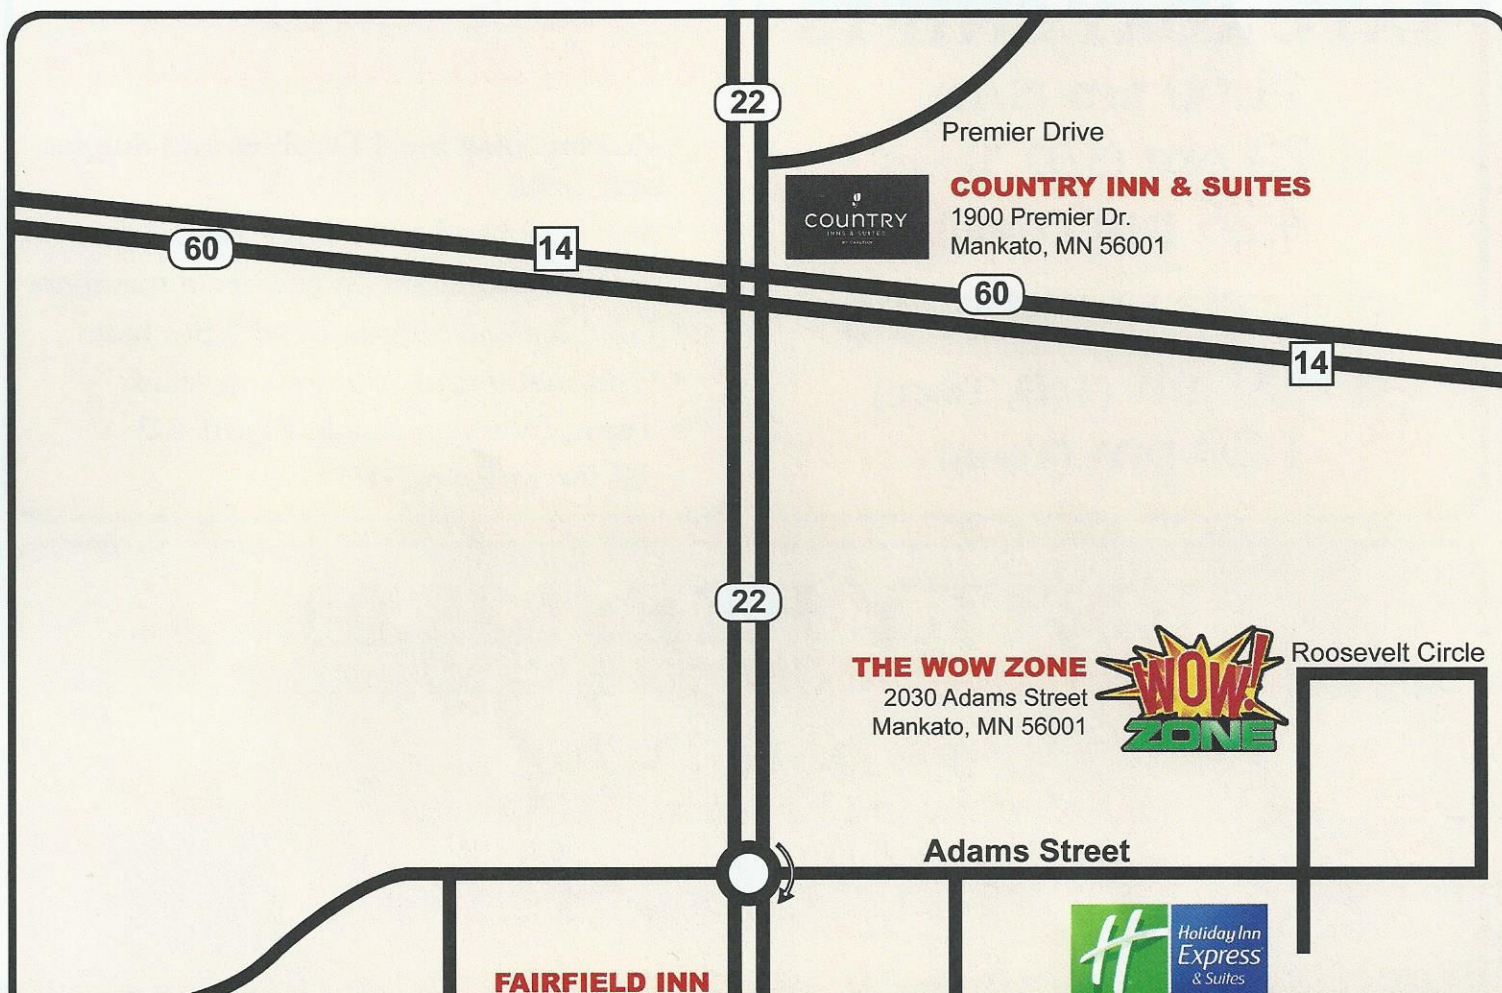 22
Premier Drive
COUNTRY INN & SUITES
COUNTRY
INNS & SUITES
1900 Premier Dr.
Mankato, MN 56001
60
14
60
14
22
THE WOW ZONE
2030 Adams Street
Mankato, MN 56001
WOW!
ZONE
Roosevelt Circle
Adams Street
FAIRFIELD INN
H
Holiday Inn
Express
& Suites